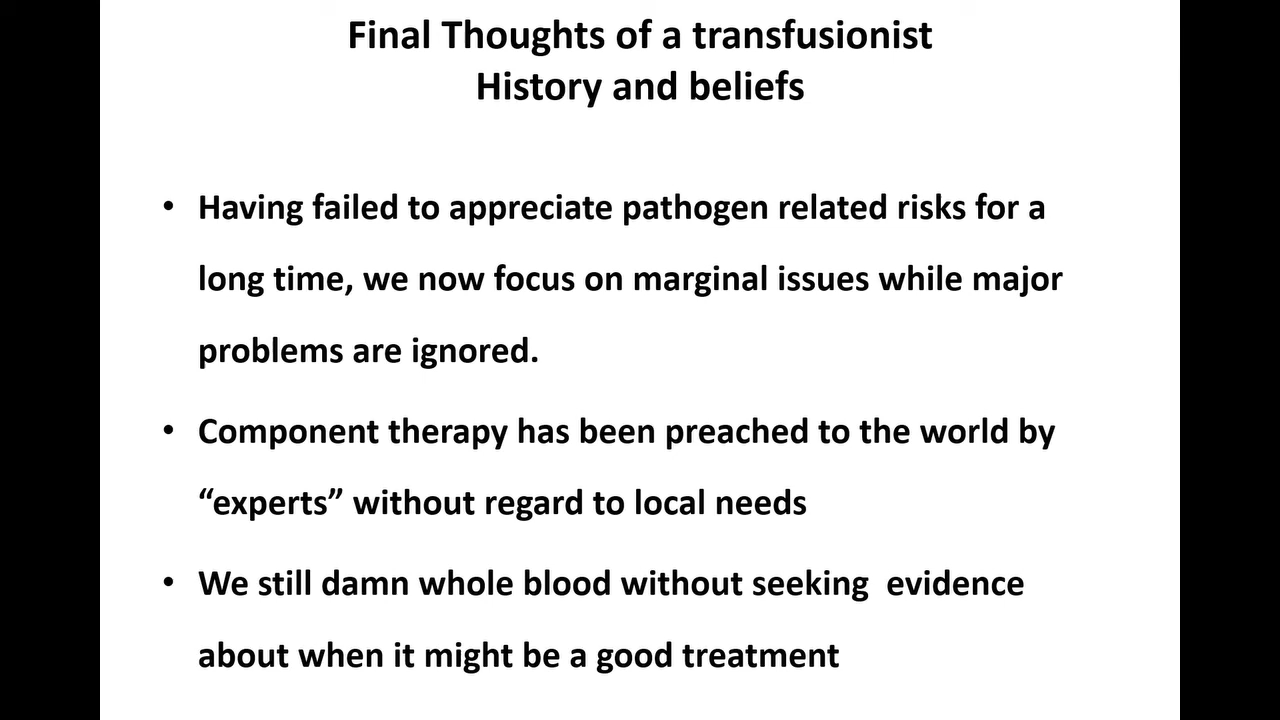 Final Thoughts of a transfusionist
History and beliefs
• Having failed to appreciate pathogen related risks for a
long time, we now focus on marginal issues while major
problems are ignored.
• Component therapy has been preached to the world by
“experts” without regard to local needs
• We still damn whole blood without seeking  evidence
about when it might be a good treatment